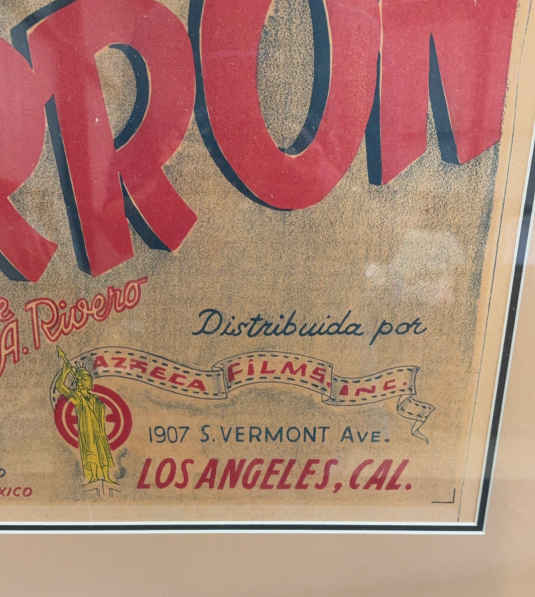 RRON
A. Rivero
Distribuida por
AZTECA FILMS, INC.
1907 S. VERMONT AVE.
LOS ANGELES, CAL.